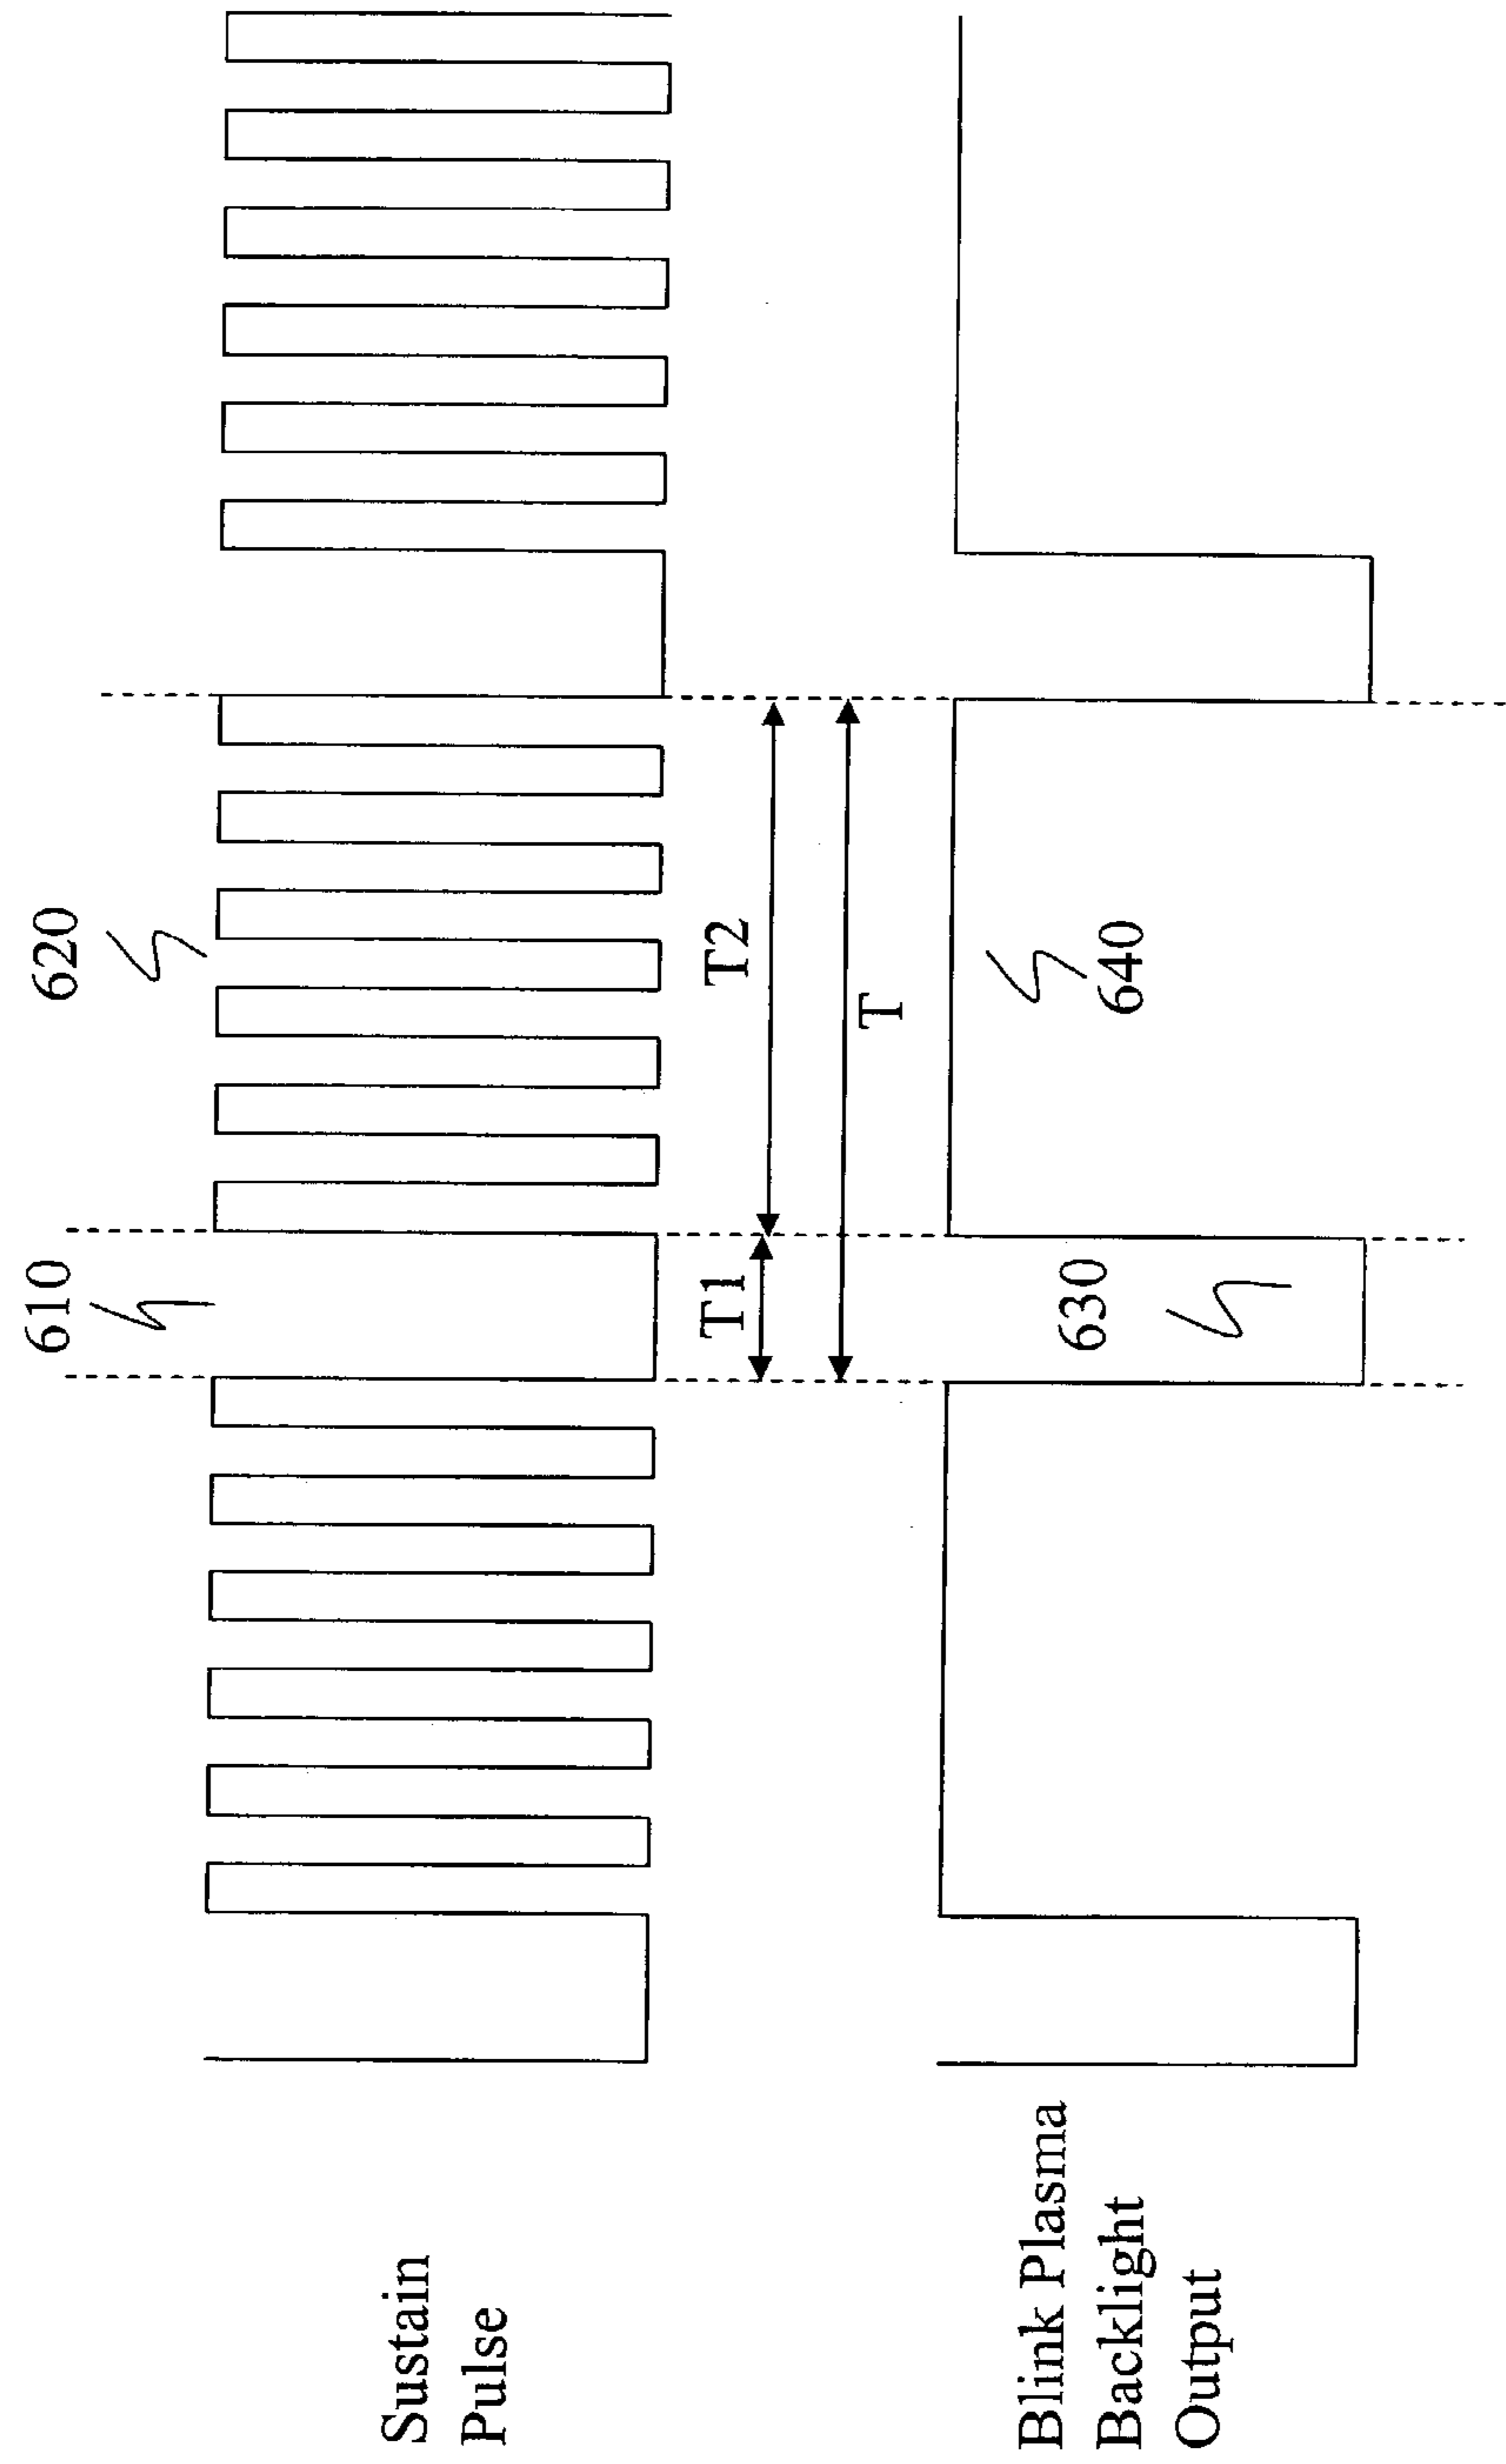 610
620
Sustain
Pulse
T1
T2
T
Blink Plasma
Backlight
Output
630
640